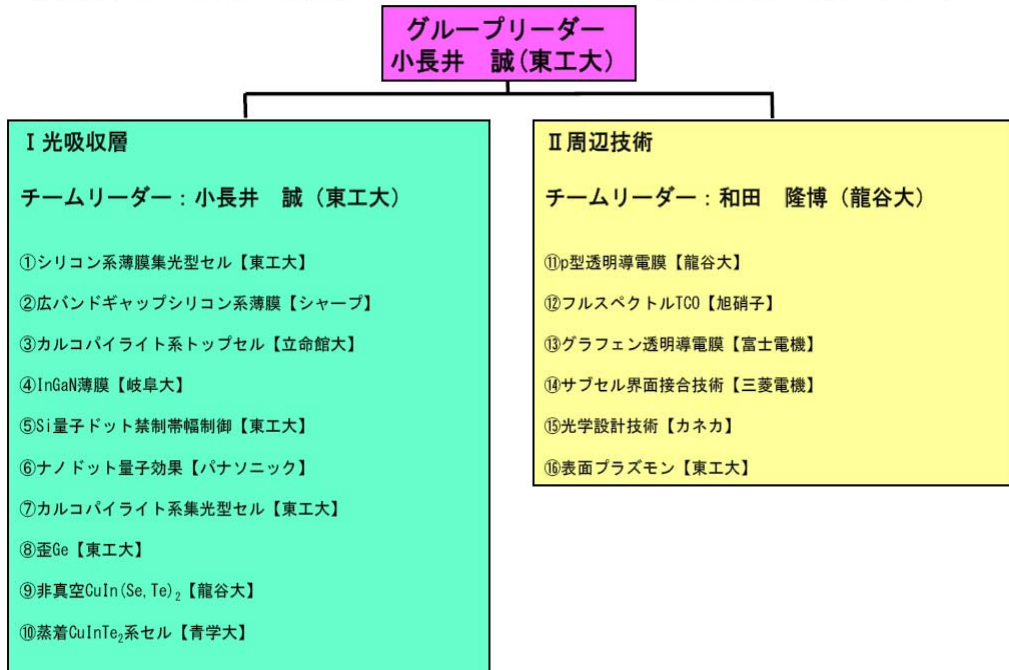 グループリーダー
小長井　誠(東工大)
Ⅰ光吸収層
チームリーダー：小長井　誠（東工大）
①シリコン系薄膜集光型セル【東工大】
②広バンドギャップシリコン系薄膜【シャープ】
③カルコパイライト系トップセル【立命館大】
④InGaN薄膜【岐阜大】
⑤Si量子ドット禁制帯幅制御【東工大】
⑥ナノドット量子効果【パナソニック】
⑦カルコパイライト系集光型セル【東工大】
⑧歪Ge【東工大】
⑨非真空CuIn(Se,Te)₂【龍谷大】
⑩蒸着CuInTe₂系セル【青学大】
Ⅱ周辺技術
チームリーダー：和田　隆博（龍谷大）
⑪p型透明導電膜【龍谷大】
⑫フルスペクトルTCO【旭硝子】
⑬グラフェン透明導電膜【富士電機】
⑭サブセル界面接合技術【三菱電機】
⑮光学設計技術【カネカ】
⑯表面プラズモン【東工大】